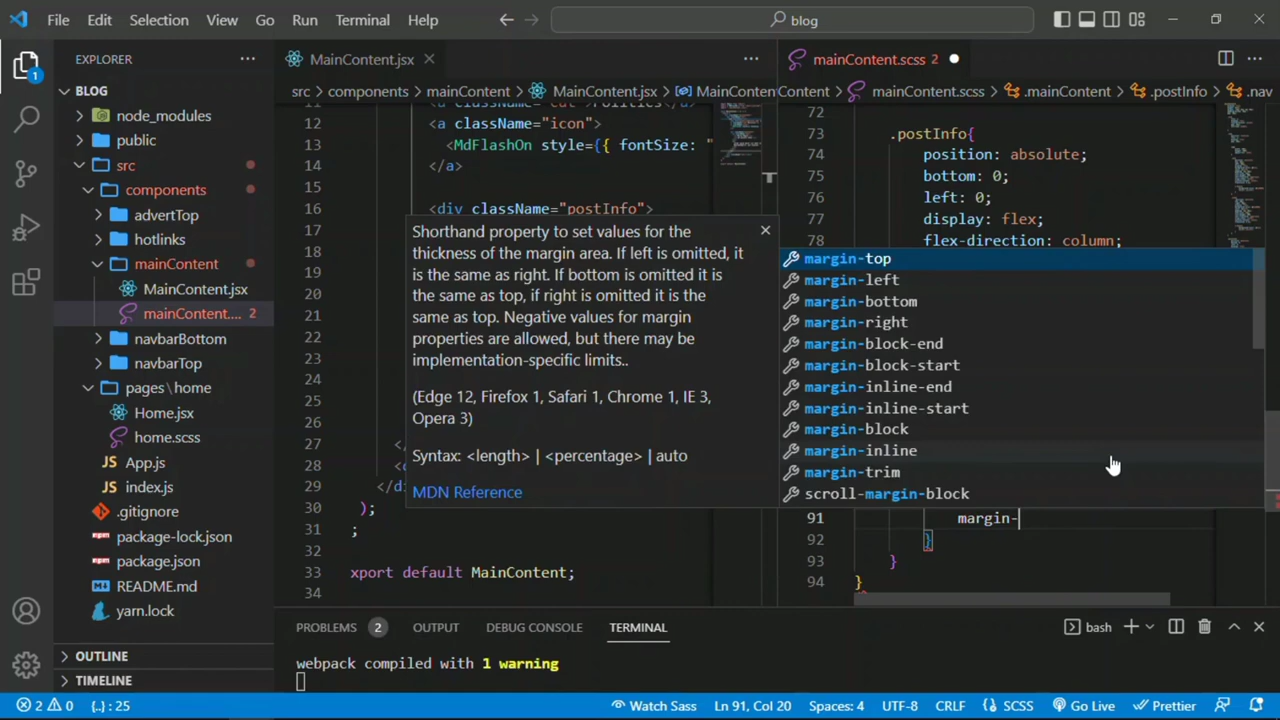 File Edit Selection View Go Run Terminal Help
blog
EXPLORER
1
BLOG
node_modules
public
src
components
advertTop
hotlinks
mainContent
MainContent.jsx
mainContent.... 2
navbarBottom
navbarTop
pages\home
Home.jsx
home.scss
App.js
index.js
.gitignore
package-lock.json
package.json
README.md
yarn.lock
OUTLINE
TIMELINE
MainContent.jsx
src > components > mainContent > MainContent.jsx > MainContent
12 <a className="icon">
13 <MdFlashOn style={{ fontSize: "
14 </a>
15
16 <div className="postInfo">
17
18
19
20
21
22
23
24
25
26
27 </
28 <
29 </di
30 );
31 ;
32
33 xport default MainContent;
34
Shorthand property to set values for the
thickness of the margin area. If left is omitted, it
is the same as right. If bottom is omitted it is
the same as top, if right is omitted it is the
same as top. Negative values for margin
properties are allowed, but there may be
implementation-specific limits..
(Edge 12, Firefox 1, Safari 1, Chrome 1, IE 3,
Opera 3)
Syntax: <length> | <percentage> | auto
MDN Reference
mainContent.scss 2
Content > mainContent.scss > .mainContent > .postInfo > .nav
72
73 .postInfo{
74 position: absolute;
75 bottom: 0;
76 left: 0;
77 display: flex;
78 flex-direction: column;
margin-top
margin-left
margin-bottom
margin-right
margin-block-end
margin-block-start
margin-inline-end
margin-inline-start
margin-block
margin-inline
margin-trim
scroll-margin-block
91 margin-
92 }
93 }
94 }
PROBLEMS 2 OUTPUT DEBUG CONSOLE TERMINAL
bash
webpack compiled with 1 warning
2 0 {..} : 25
Watch Sass Ln 91, Col 20 Spaces: 4 UTF-8 CRLF SCSS Go Live Prettier